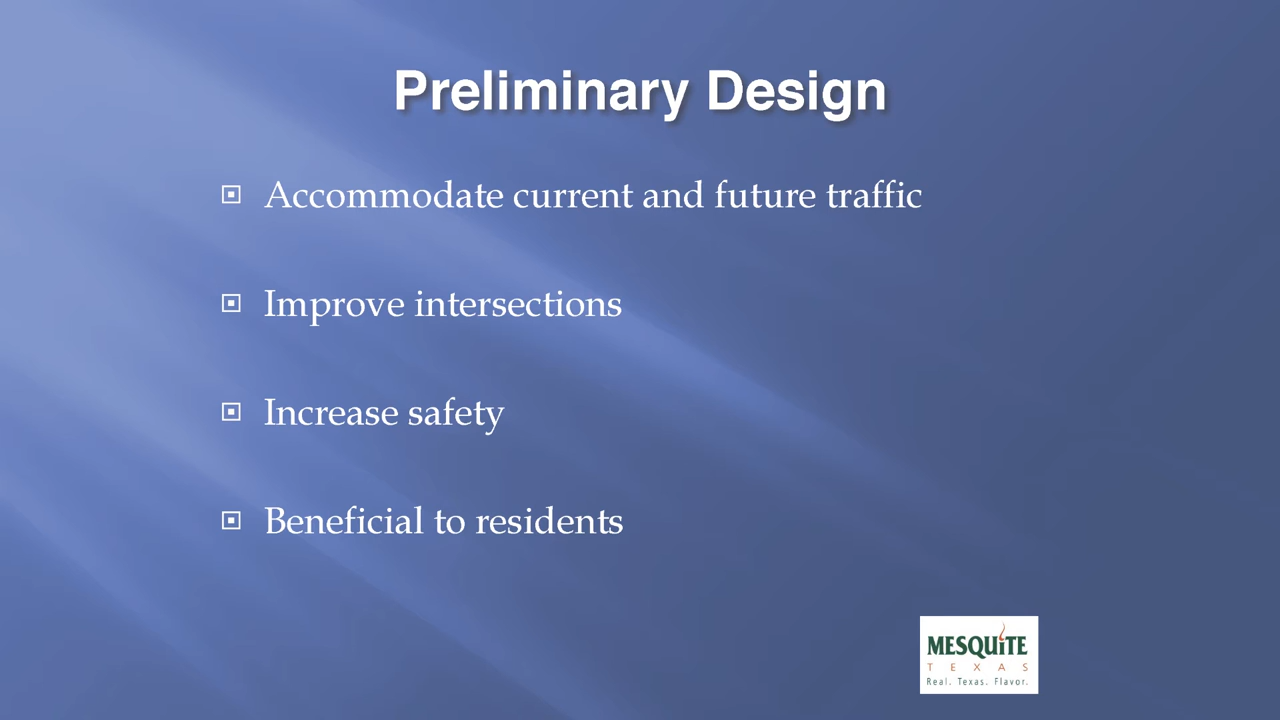 Preliminary Design
Accommodate current and future traffic
Improve intersections
Increase safety
Beneficial to residents
MESQUiTE
TEXAS
Real. Texas. Flavor.